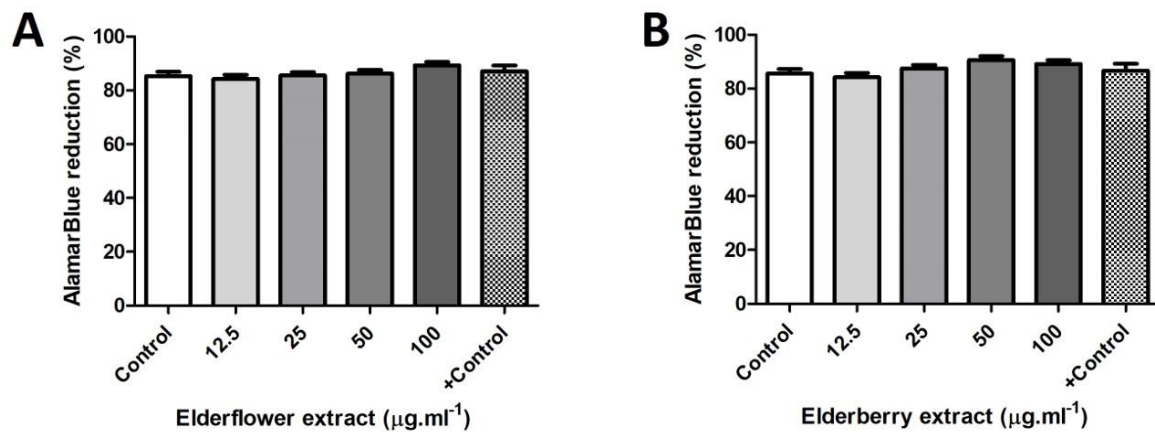 A
AlamarBlue reduction (%)
100
80
60
40
20
0
Control
12.5
25
50
100
+Control
Elderflower extract (µg.ml⁻¹)
B
AlamarBlue reduction (%)
100
80
60
40
20
0
Control
12.5
25
50
100
+Control
Elderberry extract (µg.ml⁻¹)